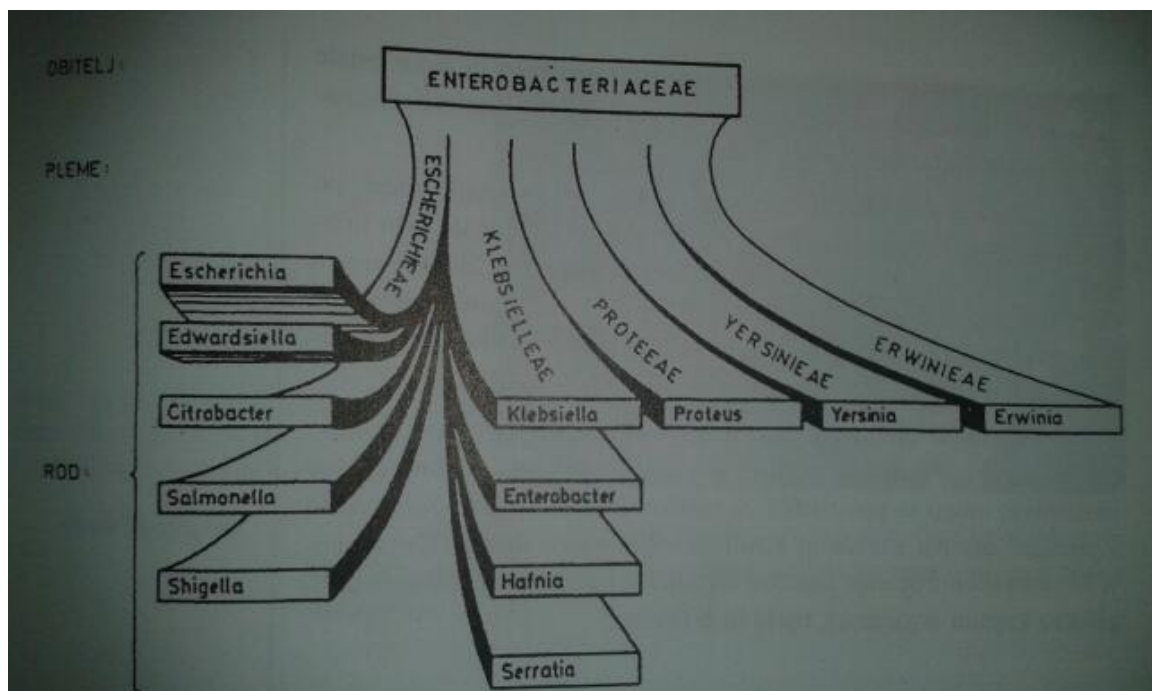 OBITELJ:
ENTEROBACTERIACEAE
PLEME:
ESCHERICHIEAE
KLEBSIELLEAE
PROTEEAE
YERSINIEAE
ERWINIEAE
ROD:
Escherichia
Edwardsiella
Citrobacter
Salmonella
Shigella
Klebsiella
Proteus
Yersinia
Erwinia
Enterobacter
Hafnia
Serratia